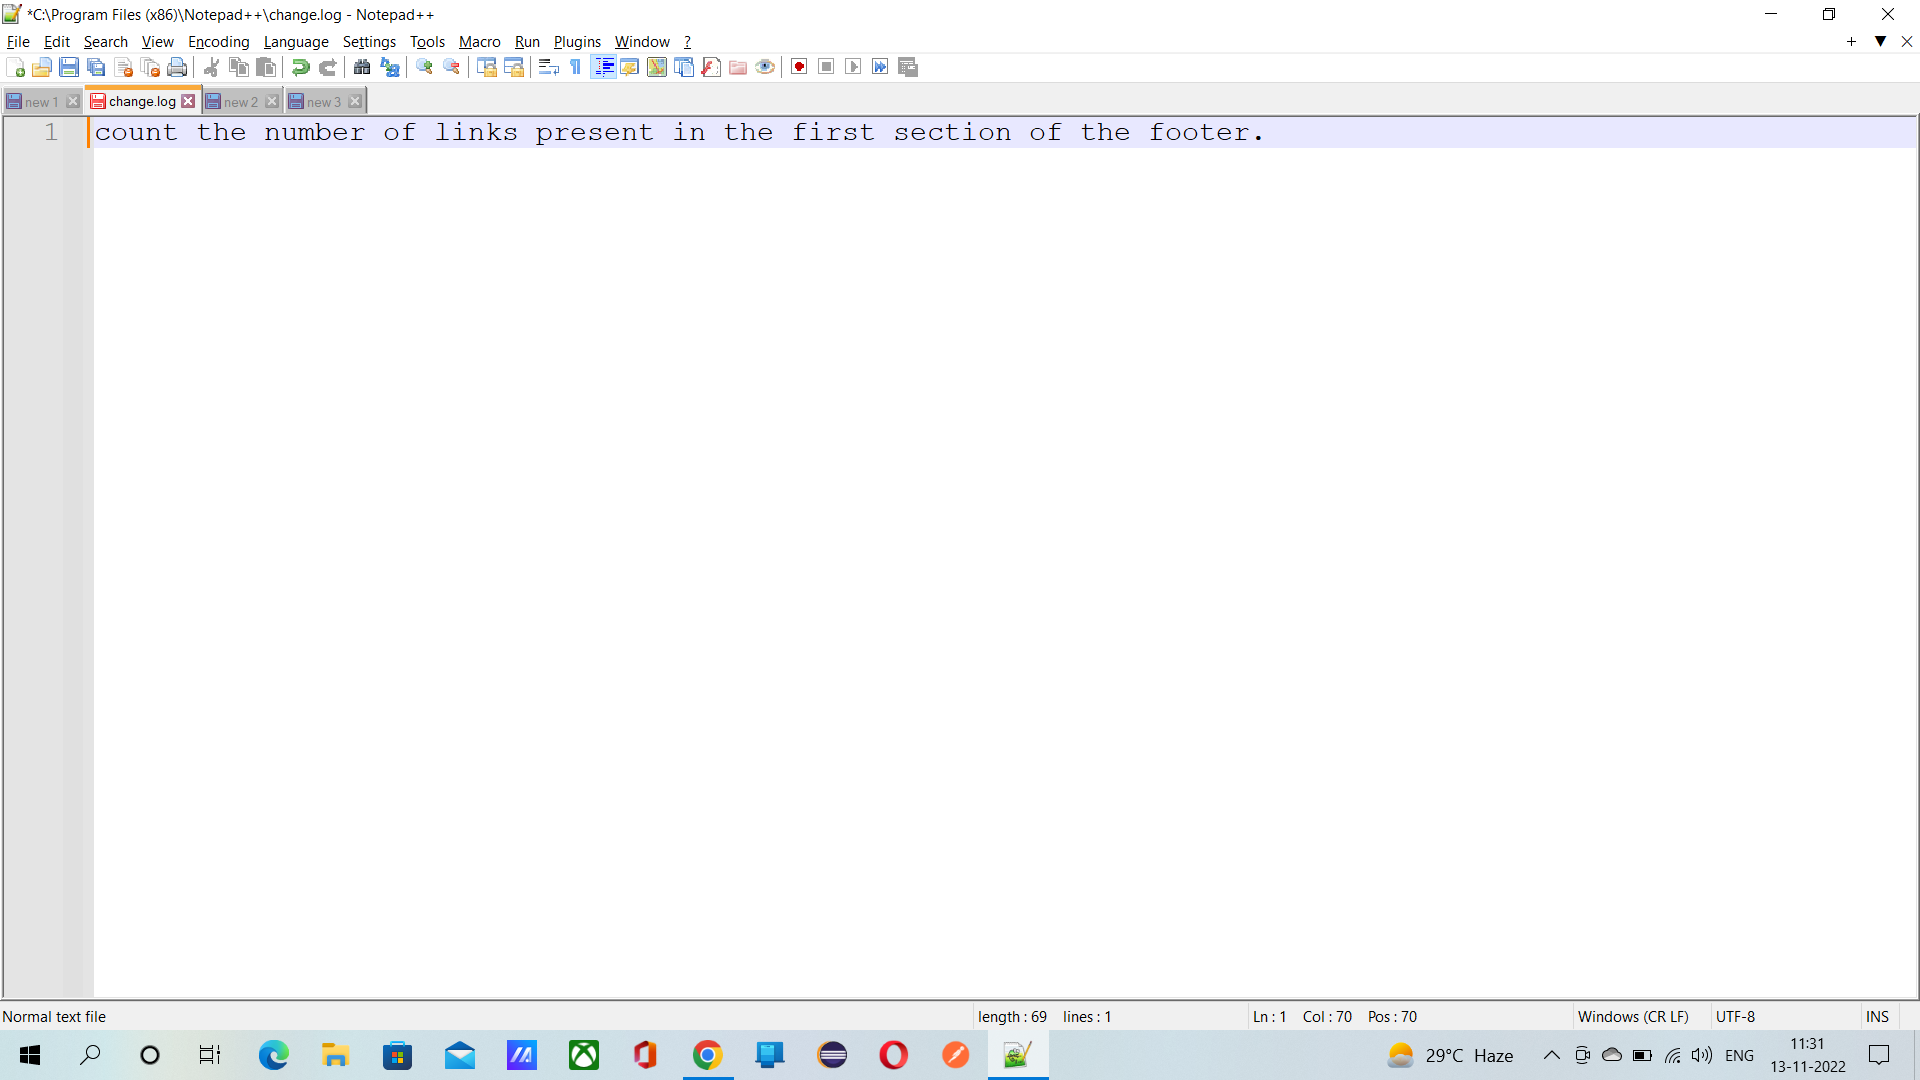 *C:\Program Files (x86)\Notepad++\change.log - Notepad++
File Edit Search View Encoding Language Settings Tools Macro Run Plugins Window ?
new 1 change.log new 2 new 3
1 count the number of links present in the first section of the footer.
Normal text file length : 69 lines : 1 Ln : 1 Col : 70 Pos : 70 Windows (CR LF) UTF-8 INS
29°C Haze ENG 11:31
13-11-2022